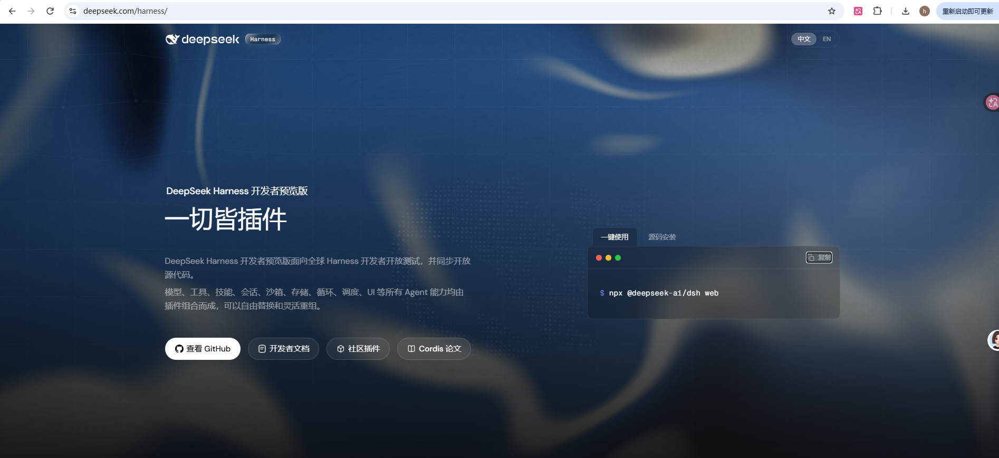 deepseek.com/harness/
h
重新启动即可更新
deepseek Harness
中文 EN
DeepSeek Harness 开发者预览版
一切皆插件
DeepSeek Harness 开发者预览版面向全球 Harness 开发者开放测试，并同步开放
源代码。
模型、工具、技能、会话、沙箱、存储、循环、调度、UI 等所有 Agent 能力均由
插件组合而成，可以自由替换和灵活重组。
查看 GitHub 开发者文档 社区插件 Cordis 论文
一键使用 源码安装
复制
$ npx @deepseek-ai/dsh web